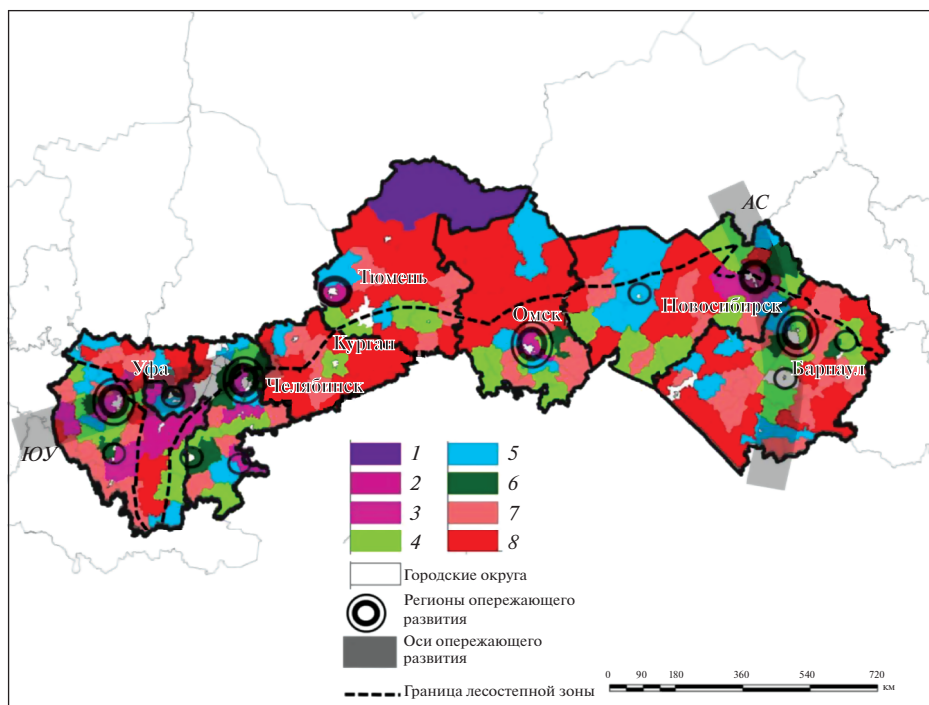 АС
Тюмень
Омск
Новосибирск
Курган
Уфа
Челябинск
Барнаул
ЮУ
1 5
2 6
3 7
4 8
Городские округа
Регионы опережающего
развития
Оси опережающего
развития
Граница лесостепной зоны
0 90 180 360 540 720
км